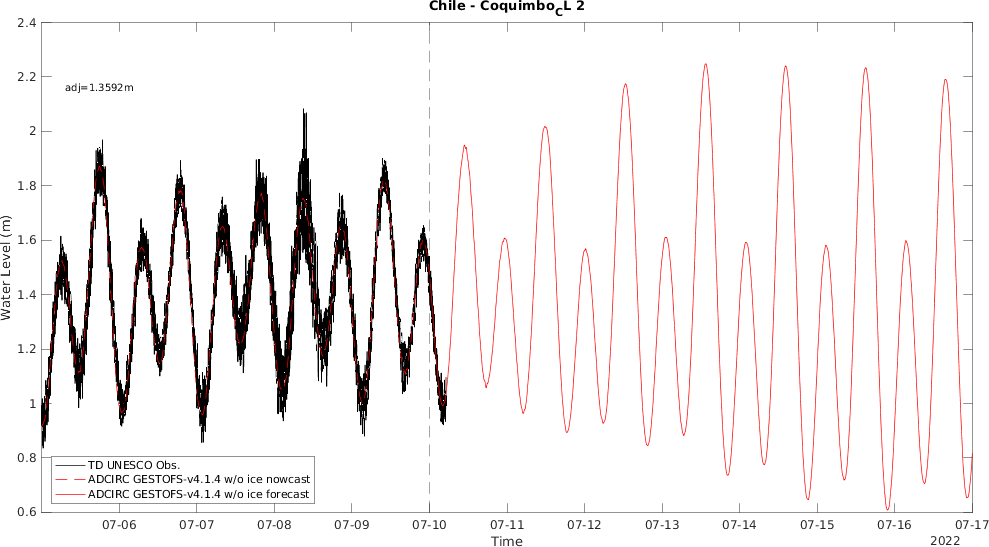 Chile - Coquimbo_CL 2
adj=1.3592m
Water Level (m)
2.4
2.2
2
1.8
1.6
1.4
1.2
1
0.8
0.6
TD UNESCO Obs.
ADCIRC GESTOFS-v4.1.4 w/o ice nowcast
ADCIRC GESTOFS-v4.1.4 w/o ice forecast
07-06 07-07 07-08 07-09 07-10 07-11 07-12 07-13 07-14 07-15 07-16 07-17
Time
2022